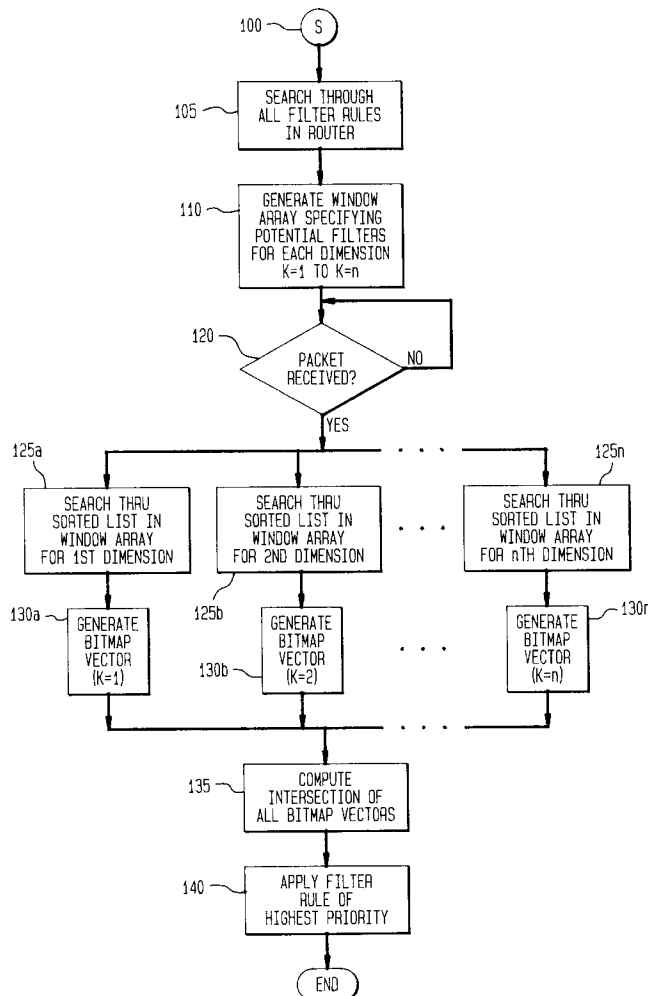 100
S
105
SEARCH THROUGH
ALL FILTER RULES
IN ROUTER
110
GENERATE WINDOW
ARRAY SPECIFYING
POTENTIAL FILTERS
FOR EACH DIMENSION
K=1 TO K=n
120
PACKET
RECEIVED?
NO
YES
125a
SEARCH THRU
SORTED LIST IN
WINDOW ARRAY
FOR 1ST DIMENSION
SEARCH THRU
SORTED LIST IN
WINDOW ARRAY
FOR 2ND DIMENSION
125b
. . .
125n
SEARCH THRU
SORTED LIST IN
WINDOW ARRAY
FOR nTH DIMENSION
130a
GENERATE
BITMAP
VECTOR
(K=1)
130b
GENERATE
BITMAP
VECTOR
(K=2)
. . .
130n
GENERATE
BITMAP
VECTOR
(K=n)
135
COMPUTE
INTERSECTION OF
ALL BITMAP VECTORS
140
APPLY FILTER
RULE OF
HIGHEST PRIORITY
END